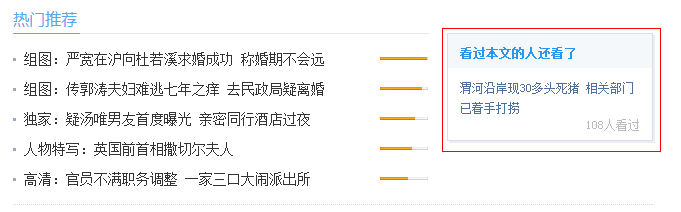 热门推荐
组图：严宽在沪向杜若溪求婚成功 称婚期不会远
组图：传郭涛夫妇难逃七年之痒 去民政局疑离婚
独家：疑汤唯男友首度曝光 亲密同行酒店过夜
人物特写：英国前首相撒切尔夫人
高清：官员不满职务调整 一家三口大闹派出所
看过本文的人还看了
渭河沿岸现30多头死猪 相关部门
已着手打捞
108人看过